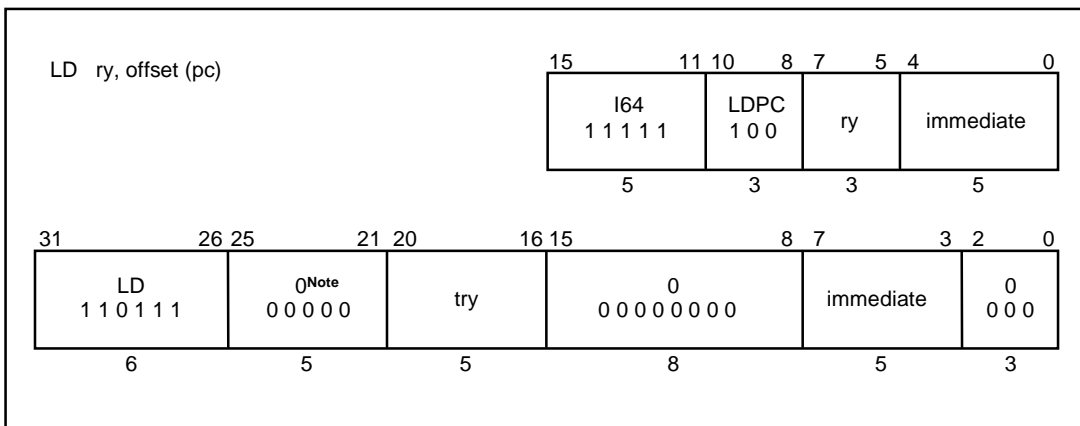 LD ry, offset (pc)
15 11 10 8 7 5 4 0
I64 LDPC ry immediate
1 1 1 1 1 1 0 0
5 3 3 5
31 26 25 21 20 16 15 8 7 3 2 0
LD 0Note try 0 immediate 0
1 1 0 1 1 1 0 0 0 0 0 0 0 0 0 0 0 0 0 0 0 0
6 5 5 8 5 3